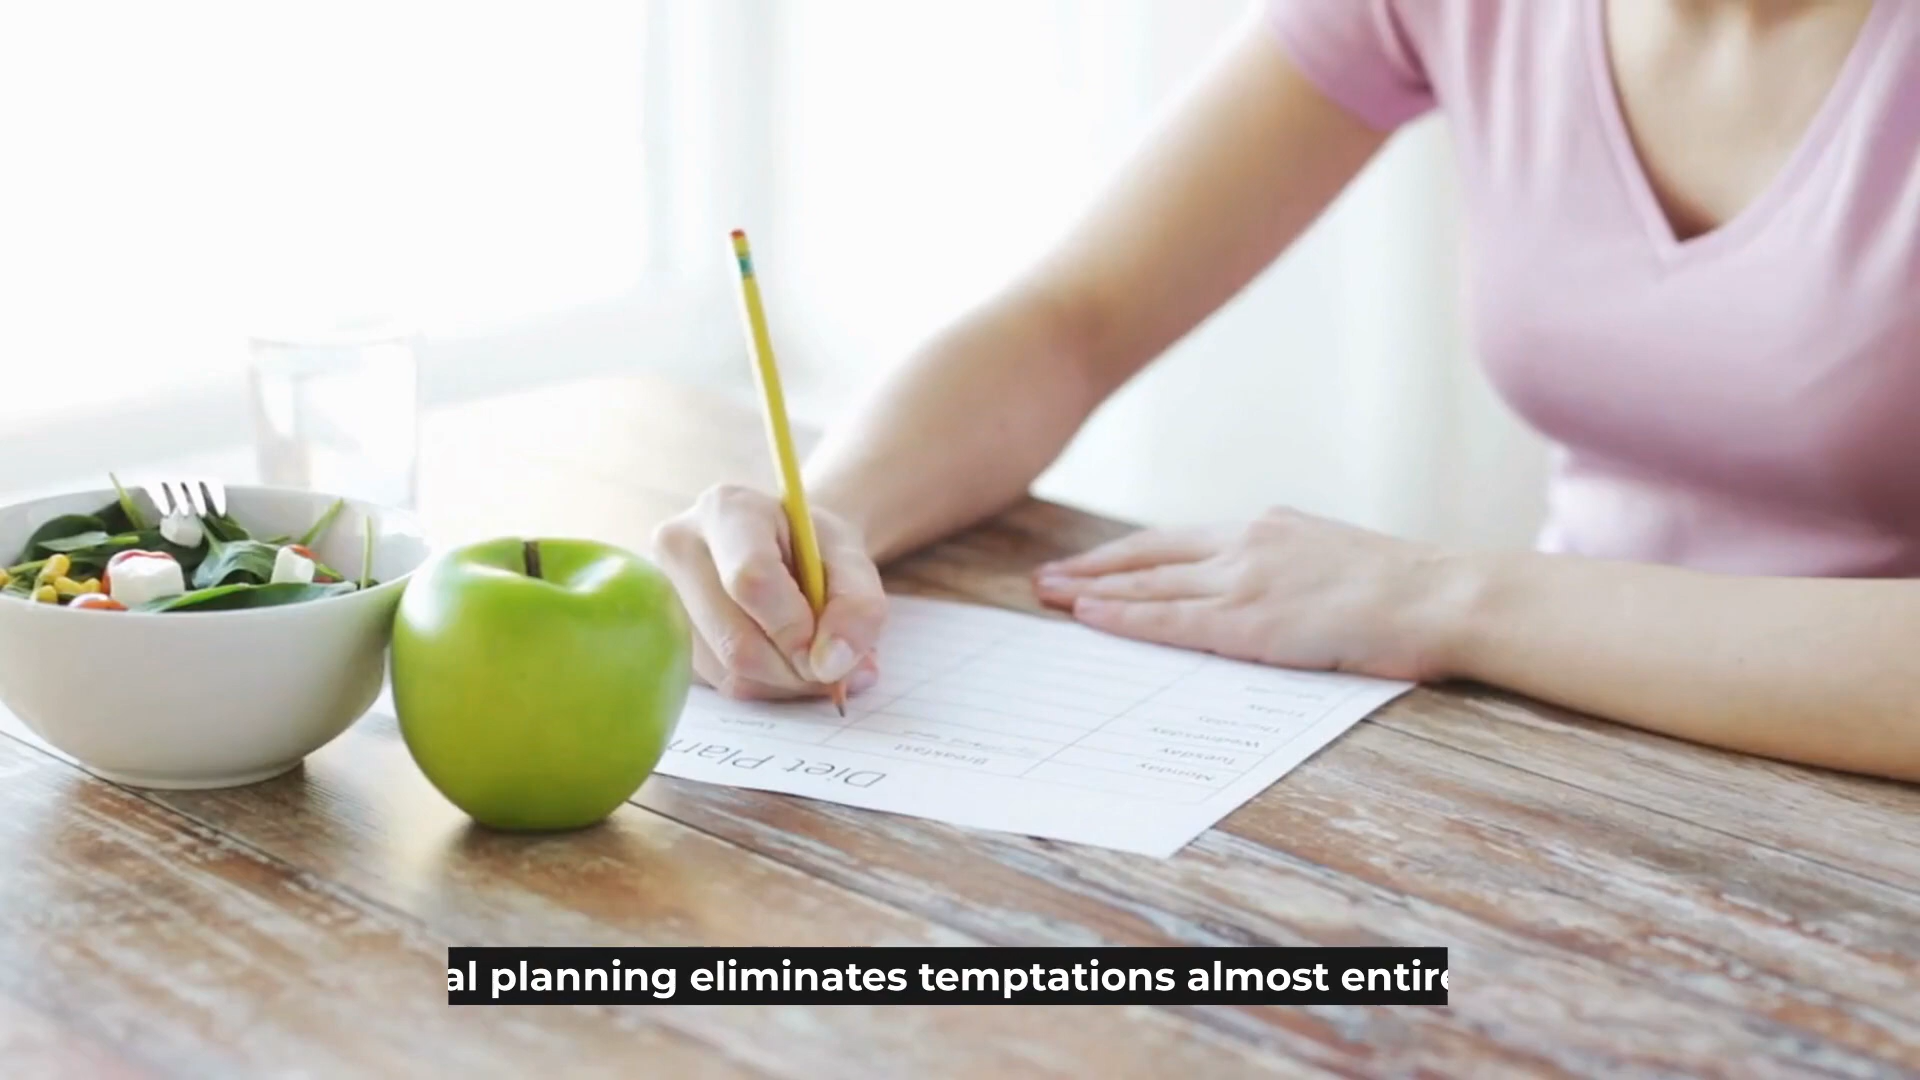 Diet Plan
Breakfast
Lunch
Monday
Tuesday
Wednesday
Thursday
Friday
al planning eliminates temptations almost entire